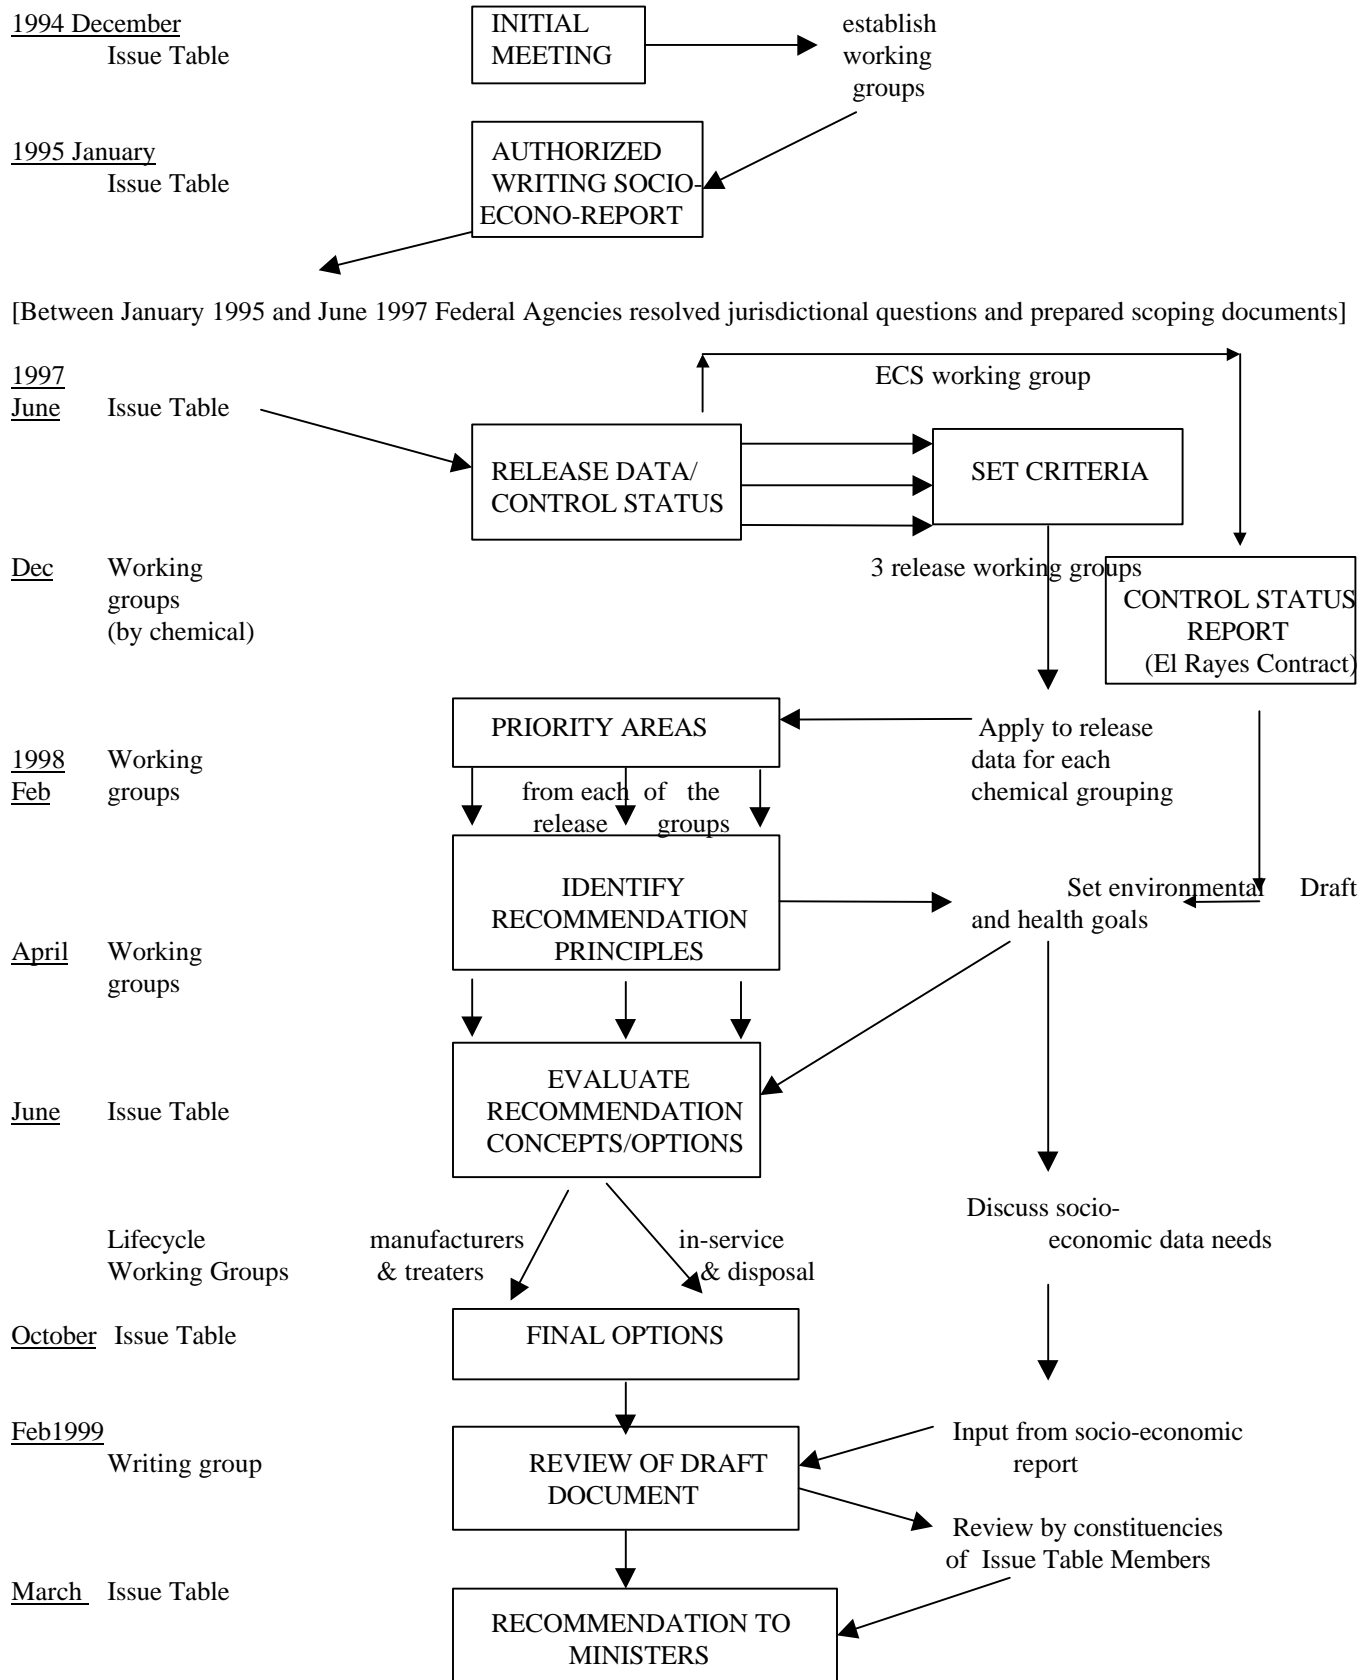 1994 December
Issue Table
INITIAL
MEETING
establish
working
groups
1995 January
Issue Table
AUTHORIZED
WRITING SOCIO-
ECONO-REPORT
[Between January 1995 and June 1997 Federal Agencies resolved jurisdictional questions and prepared scoping documents]
1997
June Issue Table
ECS working group
RELEASE DATA/
CONTROL STATUS
SET CRITERIA
Dec Working
groups
(by chemical)
3 release working groups
CONTROL STATUS
REPORT
(El Rayes Contract)
PRIORITY AREAS
Apply to release
data for each
chemical grouping
1998 Working
Feb groups
from each of the
release groups
IDENTIFY
RECOMMENDATION
PRINCIPLES
Set environmental Draft
and health goals
April Working
groups
EVALUATE
RECOMMENDATION
CONCEPTS/OPTIONS
June Issue Table
Discuss socio-
economic data needs
Lifecycle
Working Groups
manufacturers
& treaters
in-service
& disposal
October Issue Table
FINAL OPTIONS
Feb1999
Writing group
REVIEW OF DRAFT
DOCUMENT
Input from socio-economic
report
Review by constituencies
of Issue Table Members
March Issue Table
RECOMMENDATION TO
MINISTERS